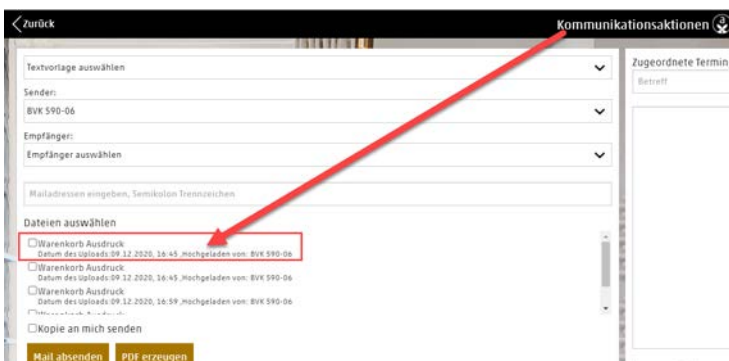 Zurück
Kommunikationsaktionen
Textvorlage auswählen
Sender:
BVK 590-06
Empfänger:
Empfänger auswählen
Mailadressen eingeben, Semikolon Trennzeichen
Dateien auswählen
Warenkorb Ausdruck
Datum des Uploads:09.12.2020, 16:45 ,Hochgeladen von: BVK 590-06
Warenkorb Ausdruck
Datum des Uploads:09.12.2020, 16:45 ,Hochgeladen von: BVK 590-06
Warenkorb Ausdruck
Datum des Uploads:09.12.2020, 16:59 ,Hochgeladen von: BVK 590-06
Kopie an mich senden
Mail absenden
PDF erzeugen
Zugeordnete Termin
Betreff